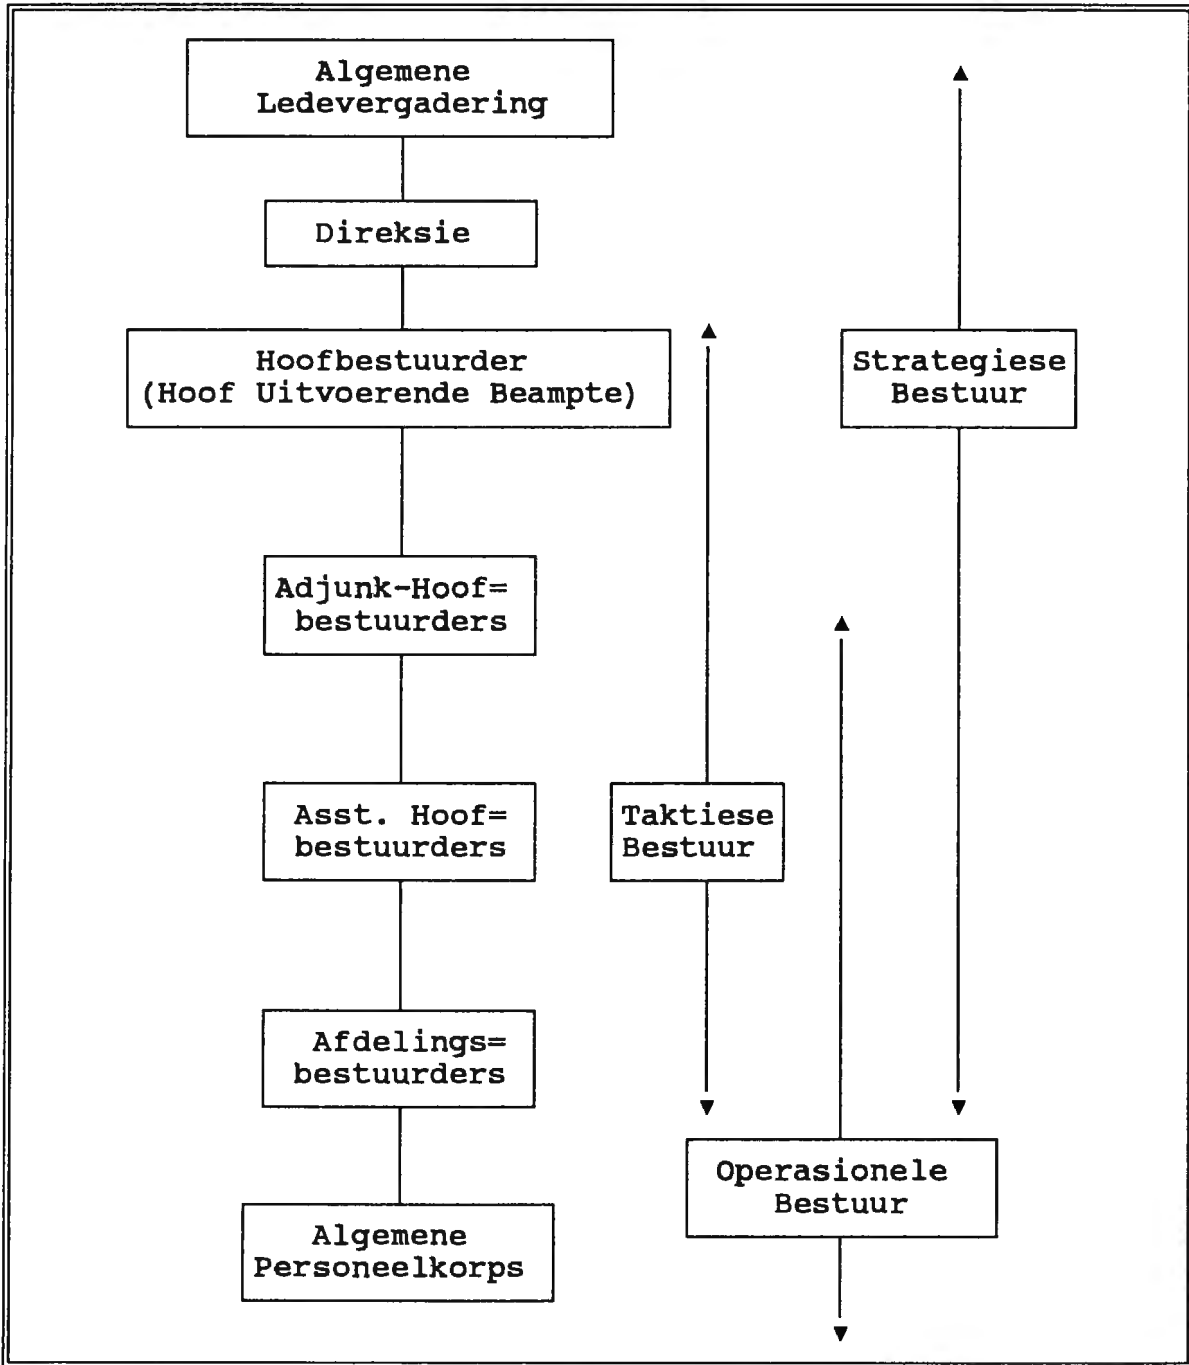 Algemene
Ledevergadering
Direksie
Hoofbestuurder
(Hoof Uitvoerende Beampte)
Strategiese
Bestuur
Adjunk-Hoof=
bestuurders
Asst. Hoof=
bestuurders
Taktiese
Bestuur
Afdelings=
bestuurders
Operasionele
Bestuur
Algemene
Personeelkorps